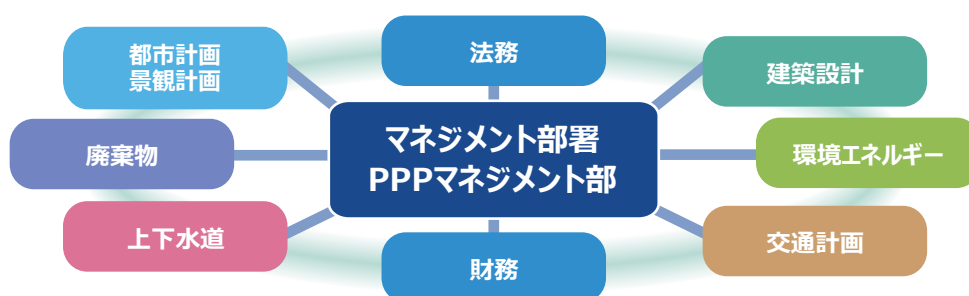 都市計画
景観計画
法務
建築設計
廃棄物
マネジメント部署
PPPマネジメント部
環境エネルギー
上下水道
財務
交通計画